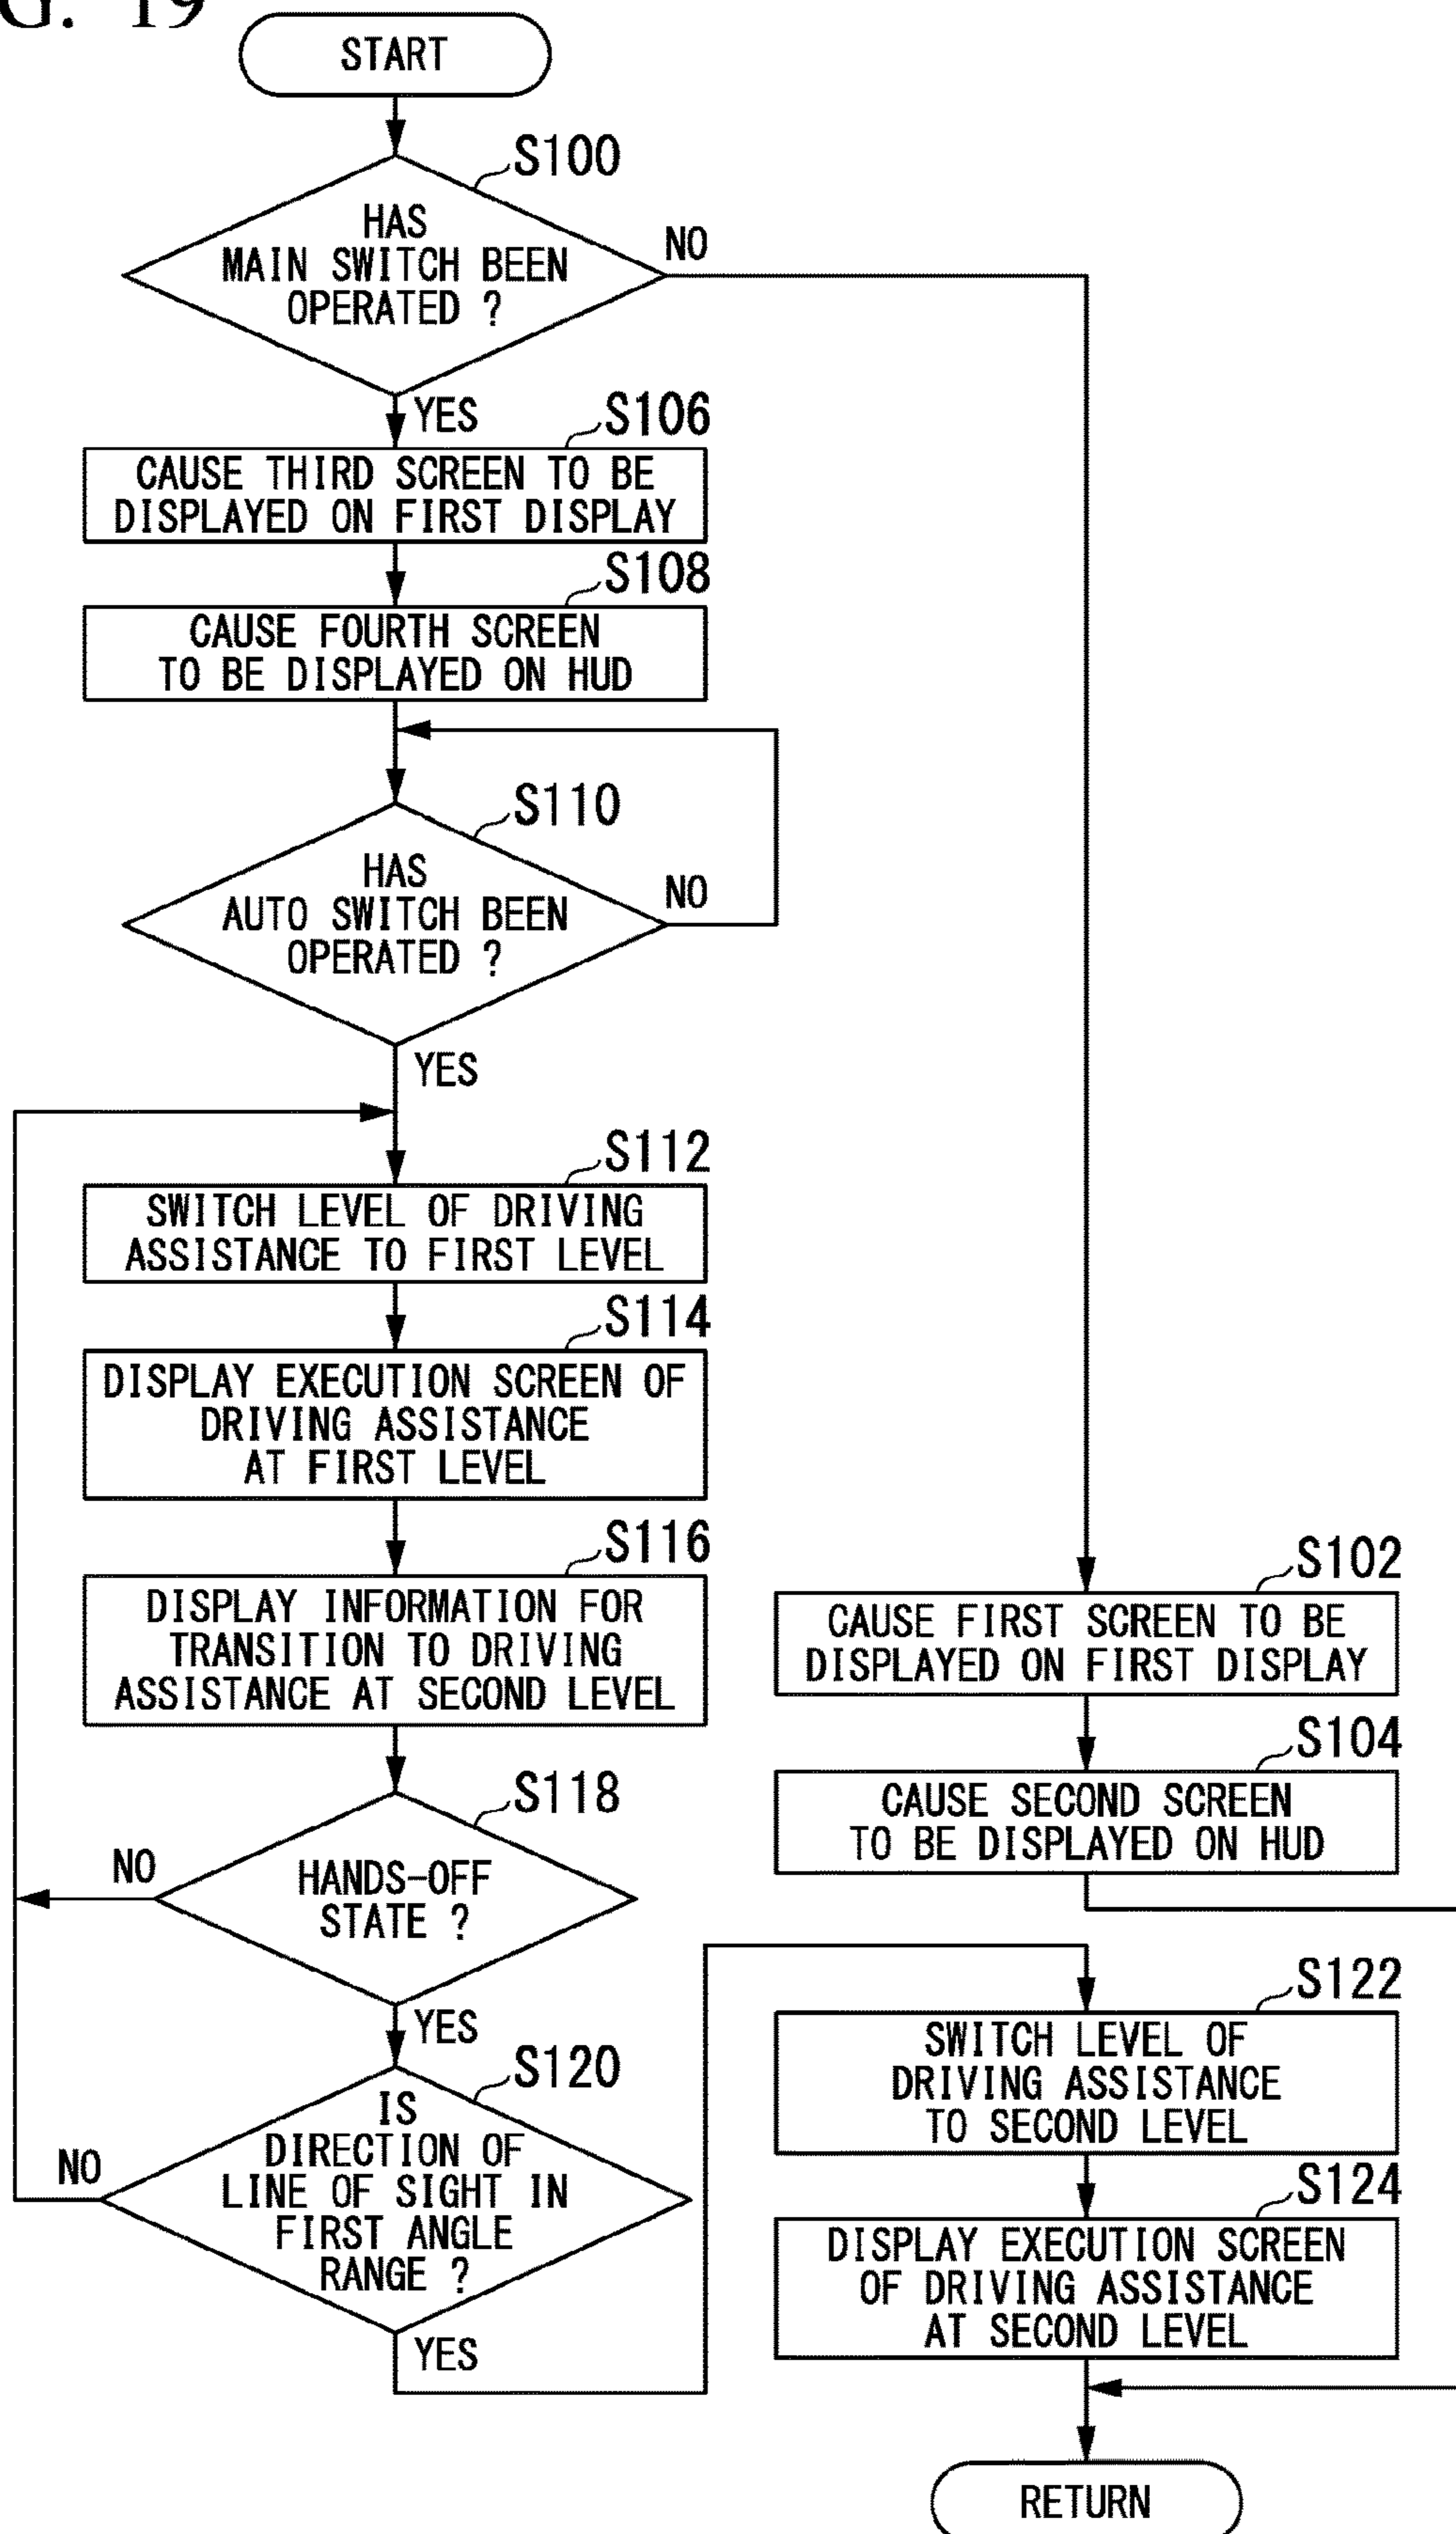 G. 19
START
S100
HAS
MAIN SWITCH BEEN
OPERATED ?
NO
YES
S106
CAUSE THIRD SCREEN TO BE
DISPLAYED ON FIRST DISPLAY
S108
CAUSE FOURTH SCREEN
TO BE DISPLAYED ON HUD
S110
HAS
AUTO SWITCH BEEN
OPERATED ?
NO
YES
S112
SWITCH LEVEL OF DRIVING
ASSISTANCE TO FIRST LEVEL
S114
DISPLAY EXECUTION SCREEN OF
DRIVING ASSISTANCE
AT FIRST LEVEL
S116
DISPLAY INFORMATION FOR
TRANSITION TO DRIVING
ASSISTANCE AT SECOND LEVEL
S118
HANDS-OFF
STATE ?
NO
YES
S120
IS
DIRECTION OF
LINE OF SIGHT IN
FIRST ANGLE
RANGE ?
NO
YES
S102
CAUSE FIRST SCREEN TO BE
DISPLAYED ON FIRST DISPLAY
S104
CAUSE SECOND SCREEN
TO BE DISPLAYED ON HUD
S122
SWITCH LEVEL OF
DRIVING ASSISTANCE
TO SECOND LEVEL
S124
DISPLAY EXECUTION SCREEN
OF DRIVING ASSISTANCE
AT SECOND LEVEL
RETURN